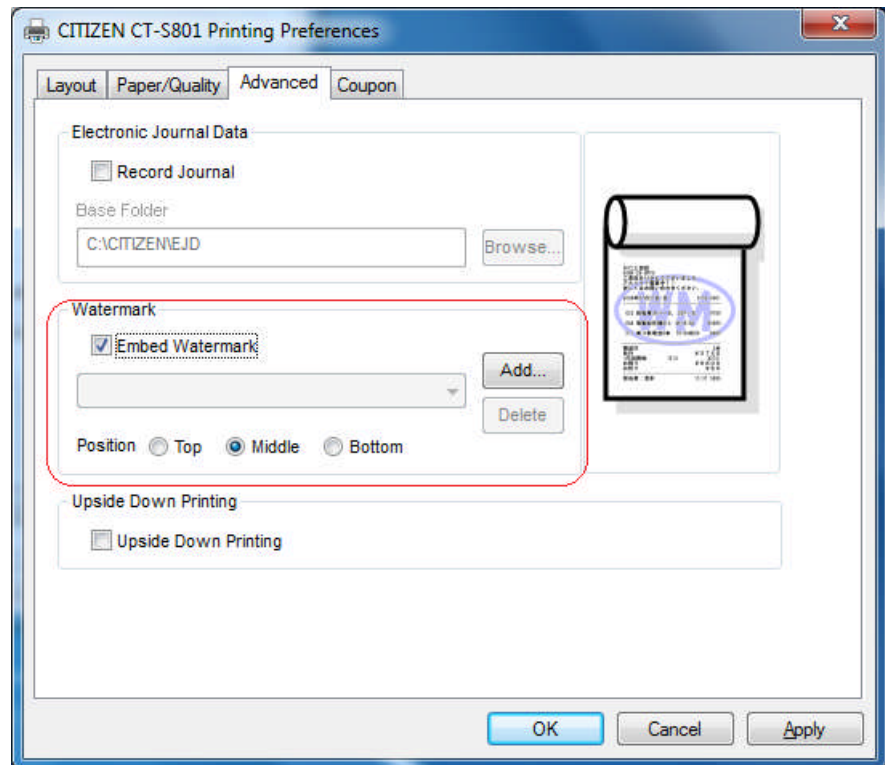 CITIZEN CT-S801 Printing Preferences
Layout Paper/Quality Advanced Coupon
Electronic Journal Data
Record Journal
Base Folder
C:\CITIZEN\EJD
Browse...
Watermark
Embed Watermark
Add...
Delete
Position Top Middle Bottom
WM
Upside Down Printing
Upside Down Printing
OK Cancel Apply